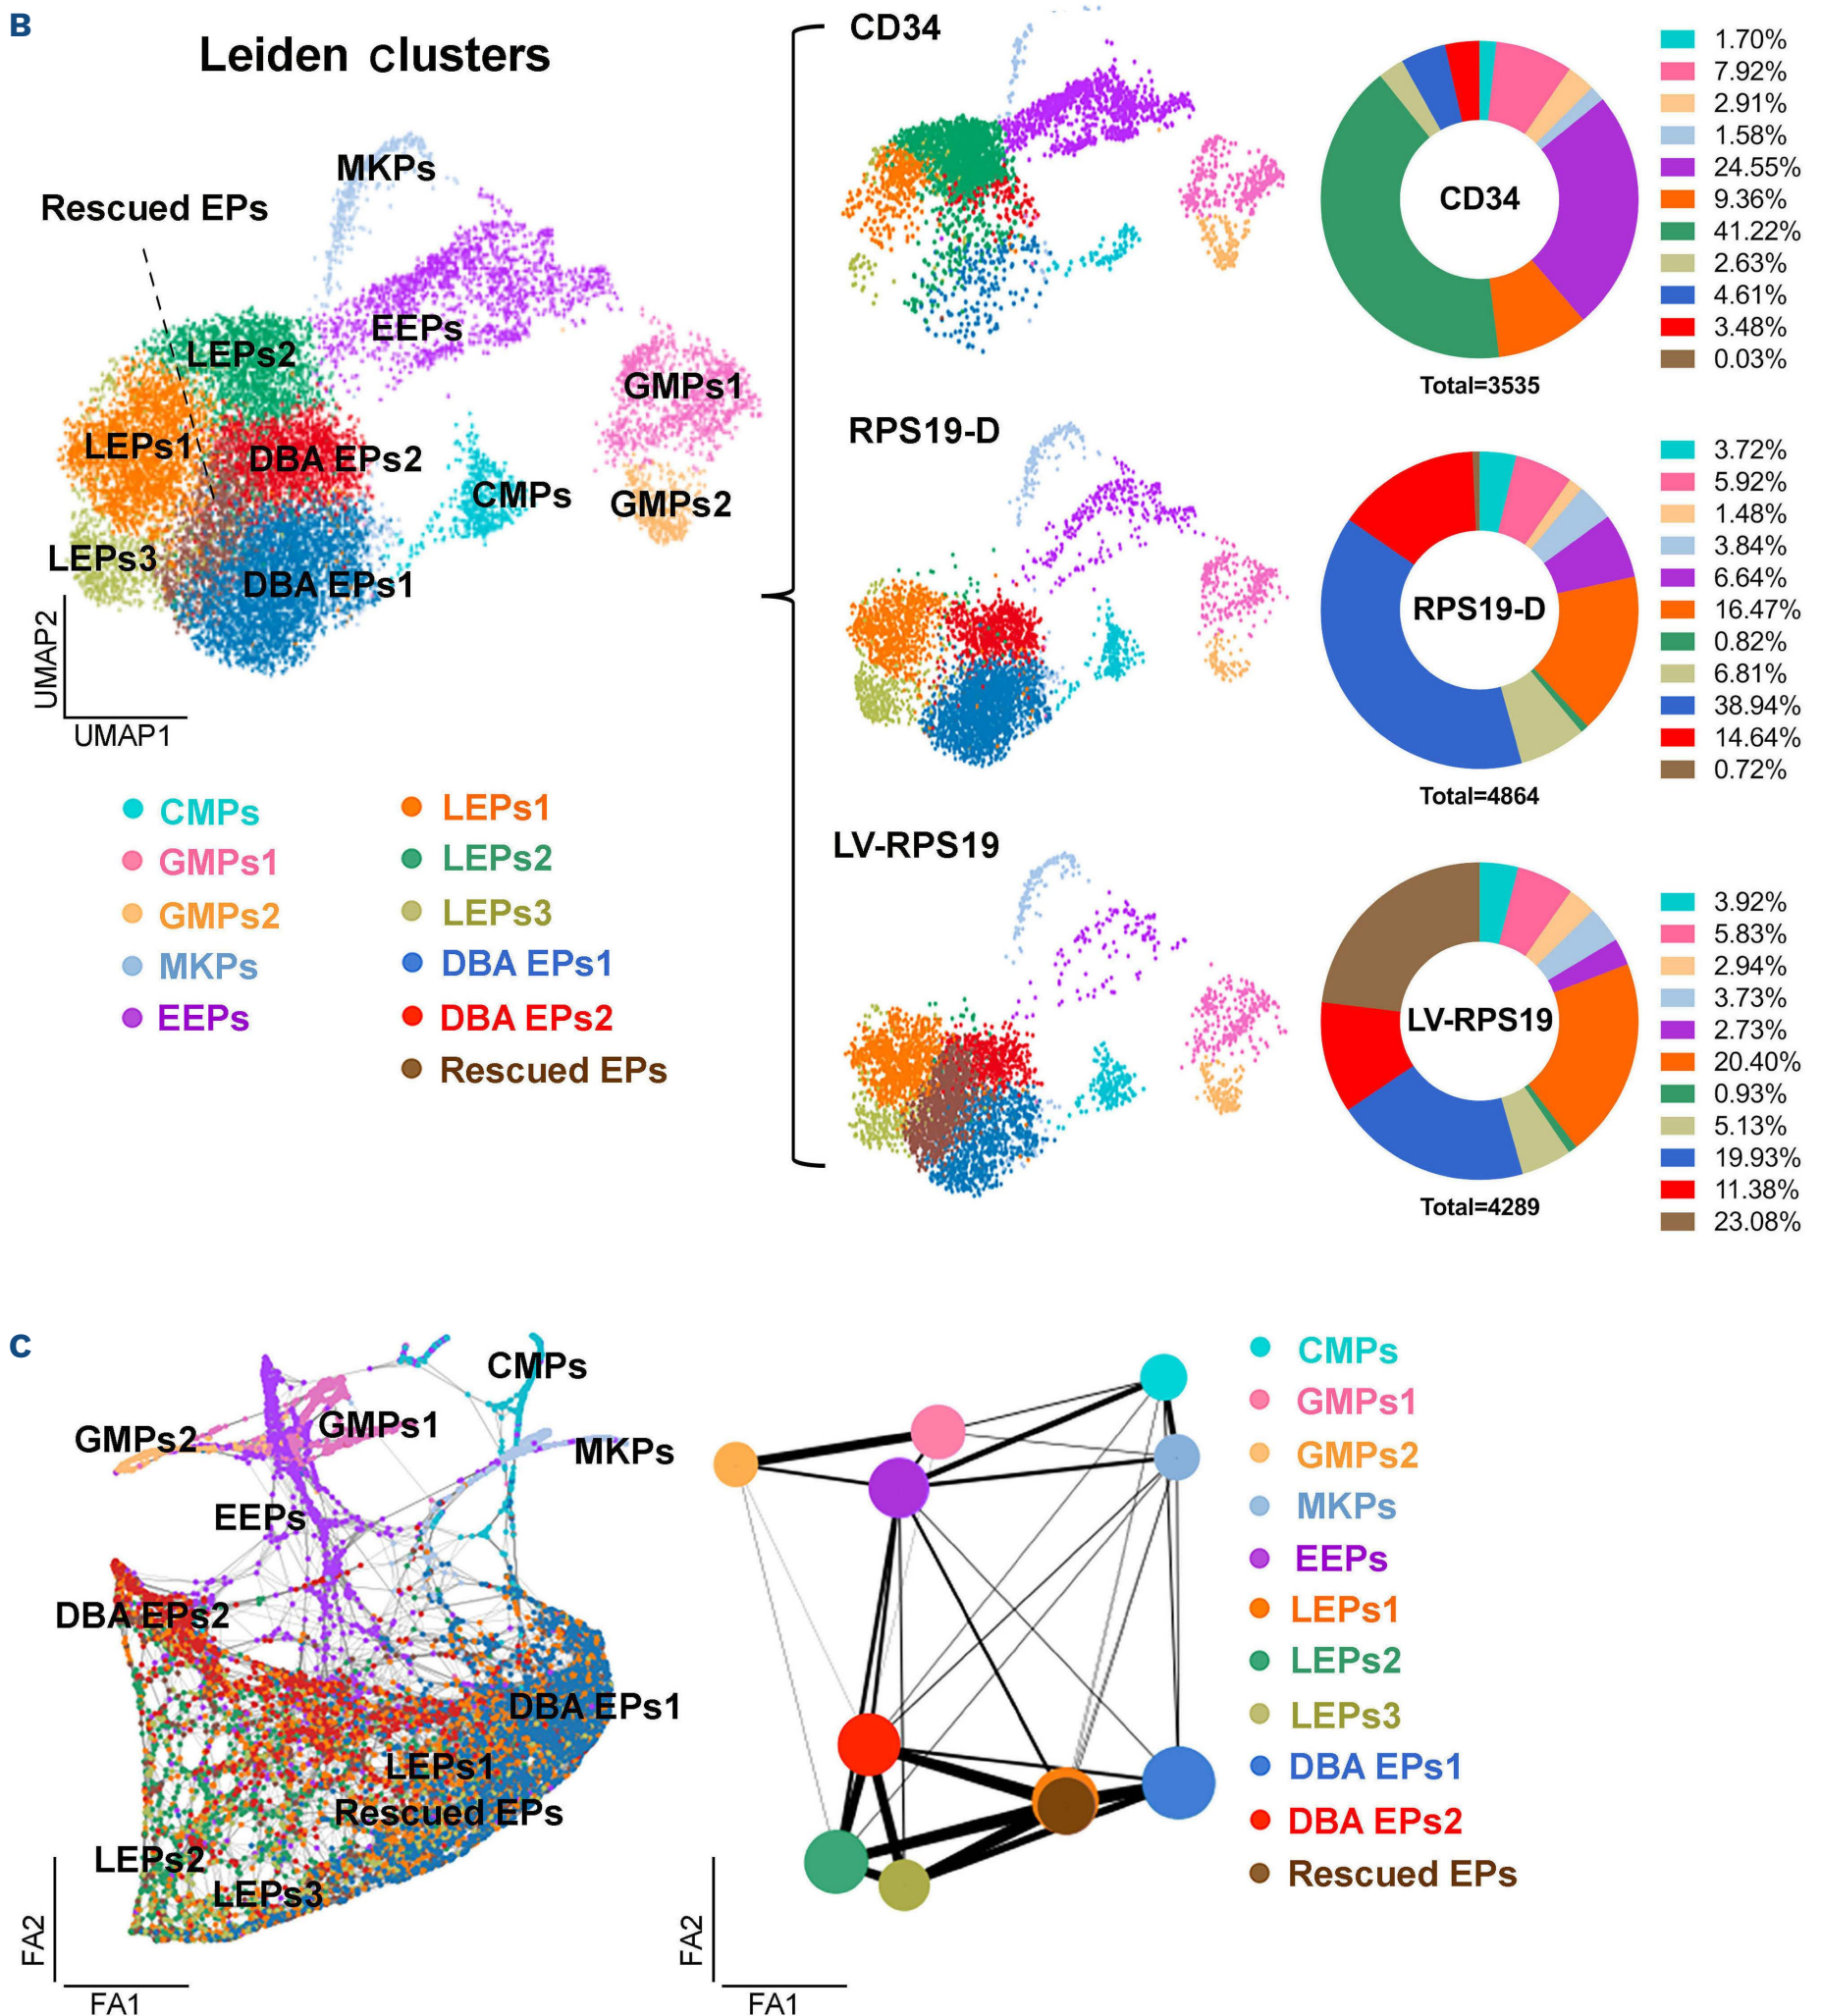 B
Leiden clusters
MKPs
Rescued EPs
EEPs
LEPs2
GMPs1
LEPs1
DBA EPs2
CMPs
GMPs2
LEPs3
DBA EPs1
UMAP2
UMAP1
CMPs
GMPs1
GMPs2
MKPs
EEPs
LEPs1
LEPs2
LEPs3
DBA EPs1
DBA EPs2
Rescued EPs
CD34
CD34
Total=3535
1.70%
7.92%
2.91%
1.58%
24.55%
9.36%
41.22%
2.63%
4.61%
3.48%
0.03%
RPS19-D
RPS19-D
Total=4864
3.72%
5.92%
1.48%
3.84%
6.64%
16.47%
0.82%
6.81%
38.94%
14.64%
0.72%
LV-RPS19
LV-RPS19
Total=4289
3.92%
5.83%
2.94%
3.73%
2.73%
20.40%
0.93%
5.13%
19.93%
11.38%
23.08%
C
CMPs
GMPs2
GMPs1
MKPs
EEPs
DBA EPs2
DBA EPs1
LEPs1
Rescued EPs
LEPs2
LEPs3
FA2
FA1
FA2
FA1
CMPs
GMPs1
GMPs2
MKPs
EEPs
LEPs1
LEPs2
LEPs3
DBA EPs1
DBA EPs2
Rescued EPs